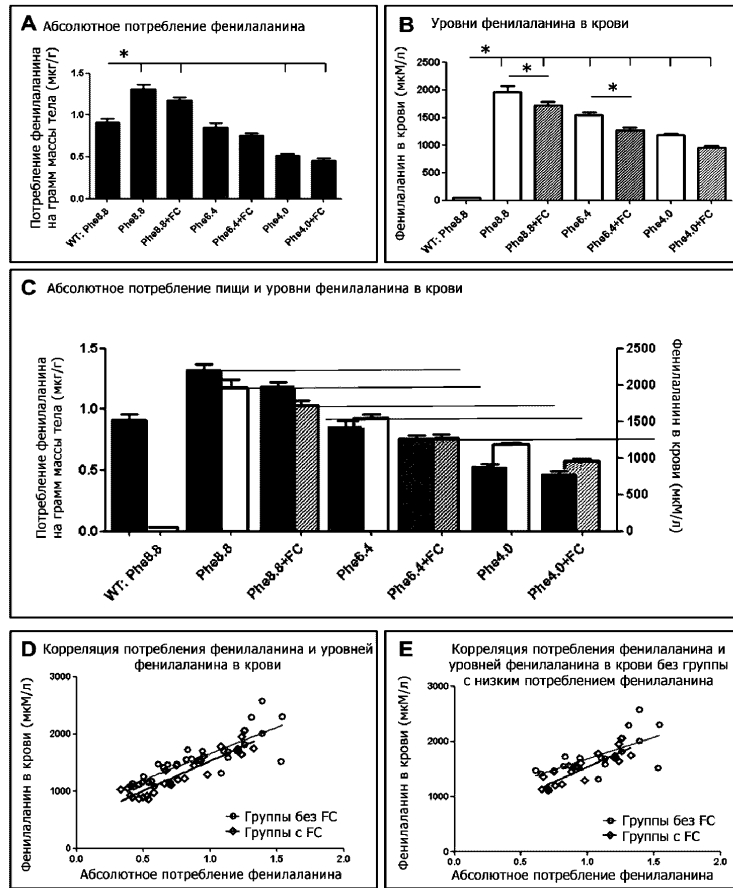 A Абсолютное потребление фенилаланина
Потребление фенилаланина
на грамм массы тела (мкг/г)
1.5
1.0
0.5
0.0
*
WT: Phe8.8
Phe8.8
Phe8.8+FC
Phe6.4
Phe6.4+FC
Phe4.0
Phe4.0+FC
B Уровни фенилаланина в крови
Фенилаланин в крови (мкМ/л)
2500
2000
1500
1000
500
0
*
*
*
WT: Phe8.8
Phe8.8
Phe8.8+FC
Phe6.4
Phe6.4+FC
Phe4.0
Phe4.0+FC
C Абсолютное потребление пищи и уровни фенилаланина в крови
Потребление фенилаланина
на грамм массы тела (мкг/г)
1.5
1.0
0.5
0.0
2500
2000
1500
1000
500
0
Фенилаланин в крови (мкМ/л)
WT: Phe8.8
Phe8.8
Phe8.8+FC
Phe6.4
Phe6.4+FC
Phe4.0
Phe4.0+FC
D Корреляция потребления фенилаланина и уровней
фенилаланина в крови
Фенилаланин в крови (мкМ/л)
3000
2000
1000
0
Группы без FC
Группы с FC
0.0 0.5 1.0 1.5 2.0
Абсолютное потребление фенилаланина
E Корреляция потребления фенилаланина и
уровней фенилаланина в крови без группы
с низким потреблением фенилаланина
Фенилаланин в крови (мкМ/л)
3000
2000
1000
0
Группы без FC
Группы с FC
0.0 0.5 1.0 1.5 2.0
Абсолютное потребление фенилаланина